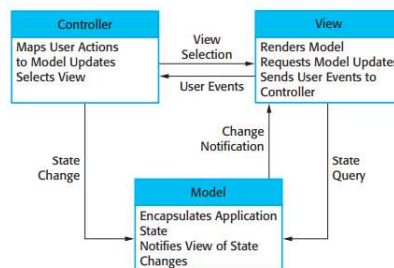 Controller
Maps User Actions
to Model Updates
Selects View
View
Selection
User Events
View
Renders Model
Requests Model Updates
Sends User Events to
Controller
State
Change
Change
Notification
State
Query
Model
Encapsulates Application
State
Notifies View of State
Changes